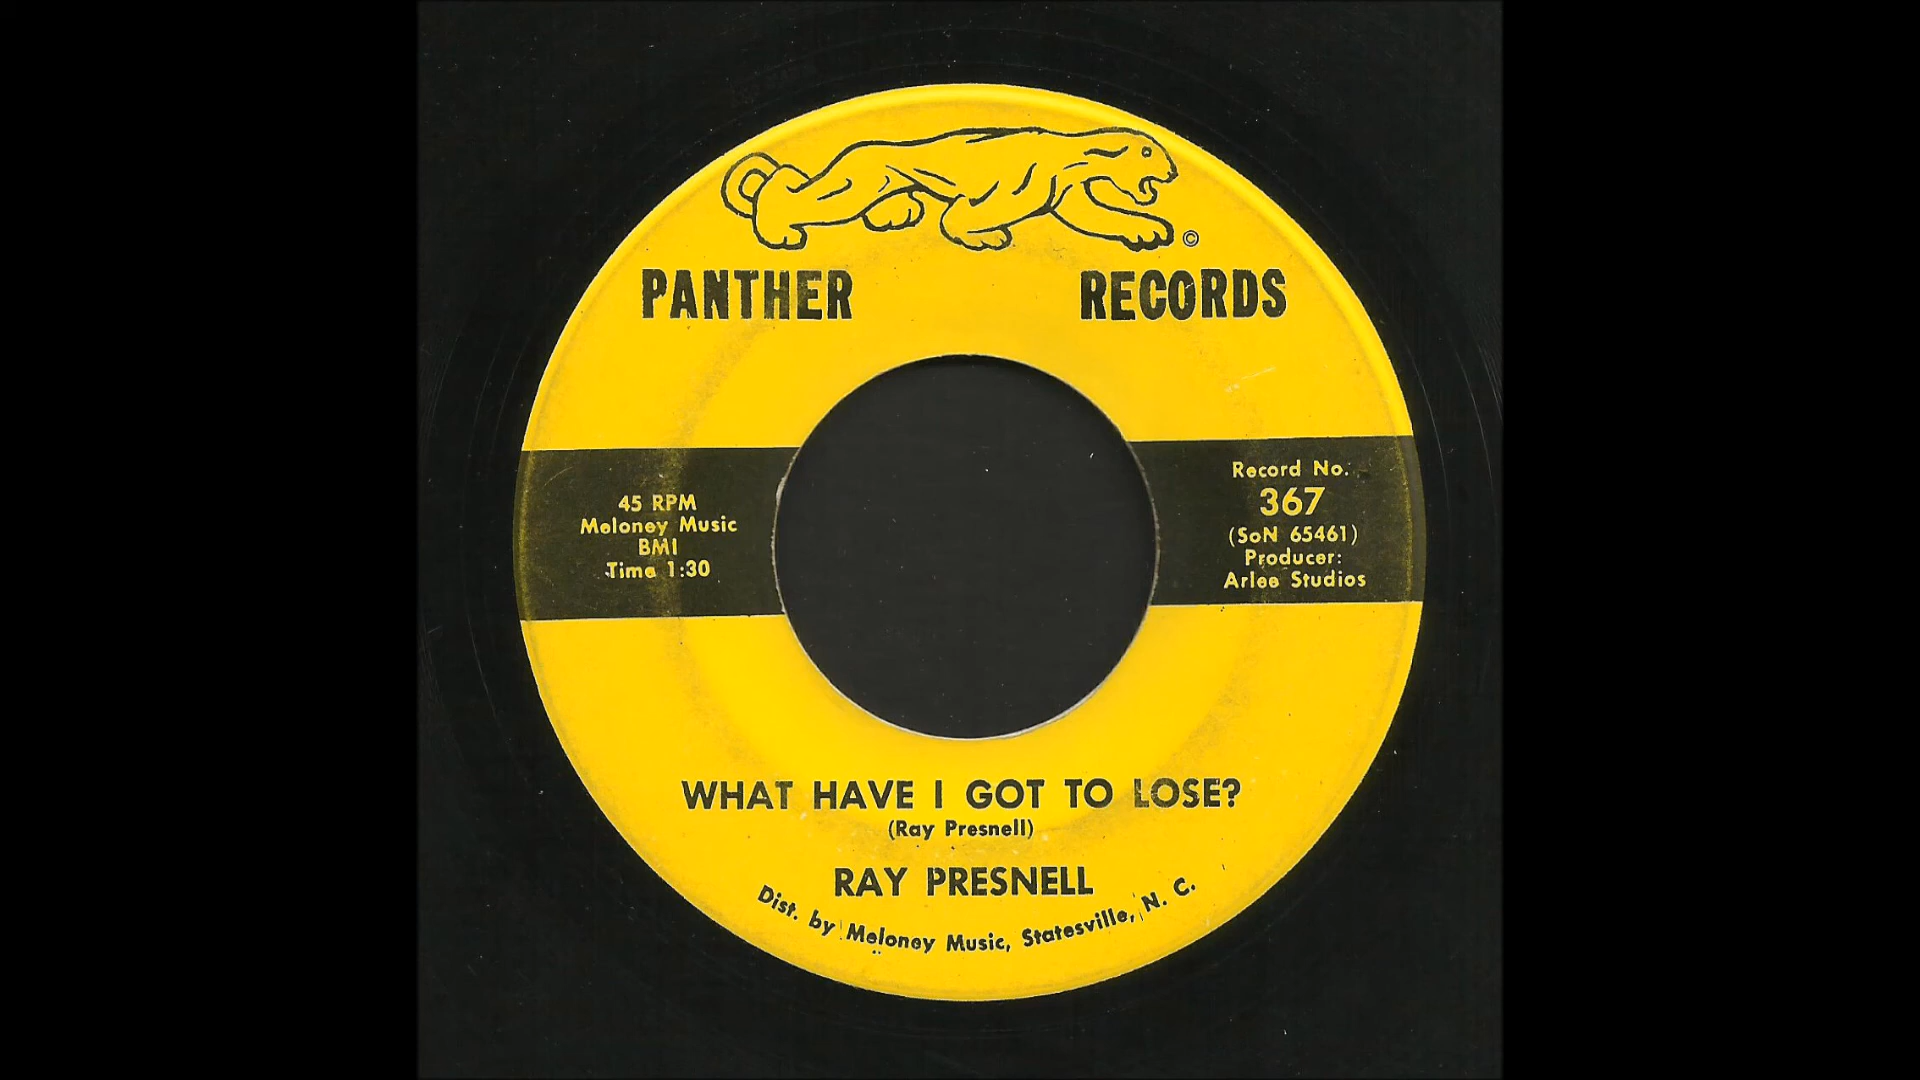 ©
PANTHER RECORDS
45 RPM
Meloney Music
BMI
Time 1:30
Record No.
367
(SoN 65461)
Producer:
Arlee Studios
WHAT HAVE I GOT TO LOSE?
(Ray Presnell)
RAY PRESNELL
Dist. by Meloney Music, Statesville, N. C.